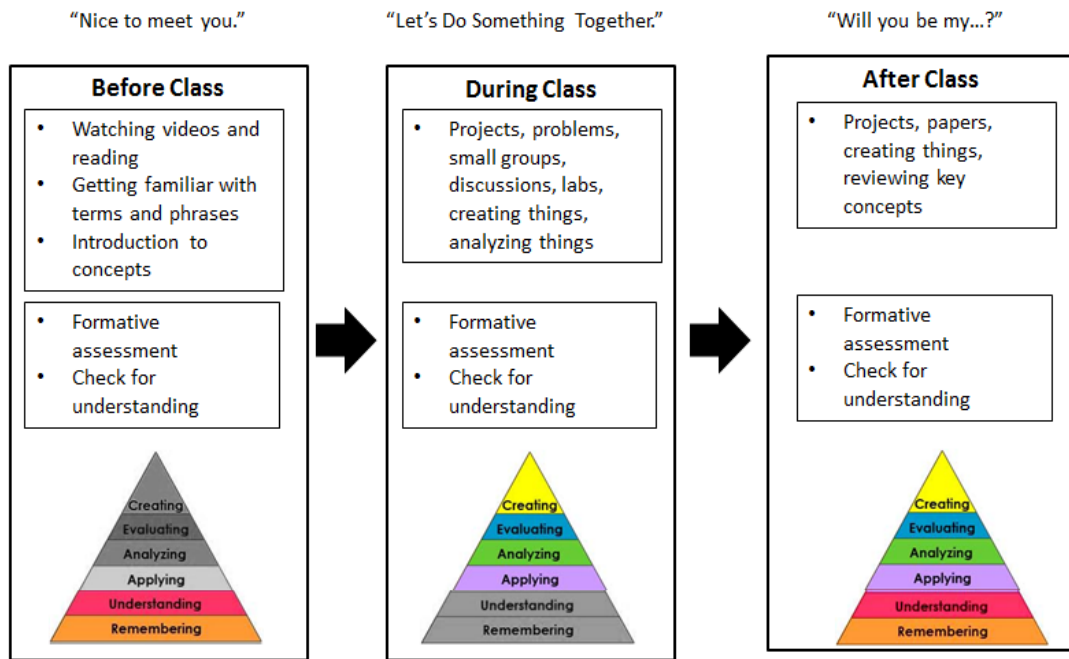 “Nice to meet you.”
“Let’s Do Something Together.”
“Will you be my…?”
Before Class
• Watching videos and
reading
• Getting familiar with
terms and phrases
• Introduction to
concepts
• Formative
assessment
• Check for
understanding
Creating
Evaluating
Analyzing
Applying
Understanding
Remembering
During Class
• Projects, problems,
small groups,
discussions, labs,
creating things,
analyzing things
• Formative
assessment
• Check for
understanding
Creating
Evaluating
Analyzing
Applying
Understanding
Remembering
After Class
• Projects, papers,
creating things,
reviewing key
concepts
• Formative
assessment
• Check for
understanding
Creating
Evaluating
Analyzing
Applying
Understanding
Remembering